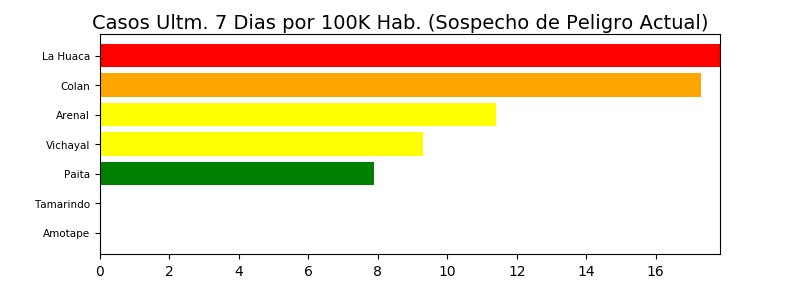 Casos Ultm. 7 Dias por 100K Hab. (Sospecho de Peligro Actual)
La Huaca
Colan
Arenal
Vichayal
Paita
Tamarindo
Amotape
0 2 4 6 8 10 12 14 16